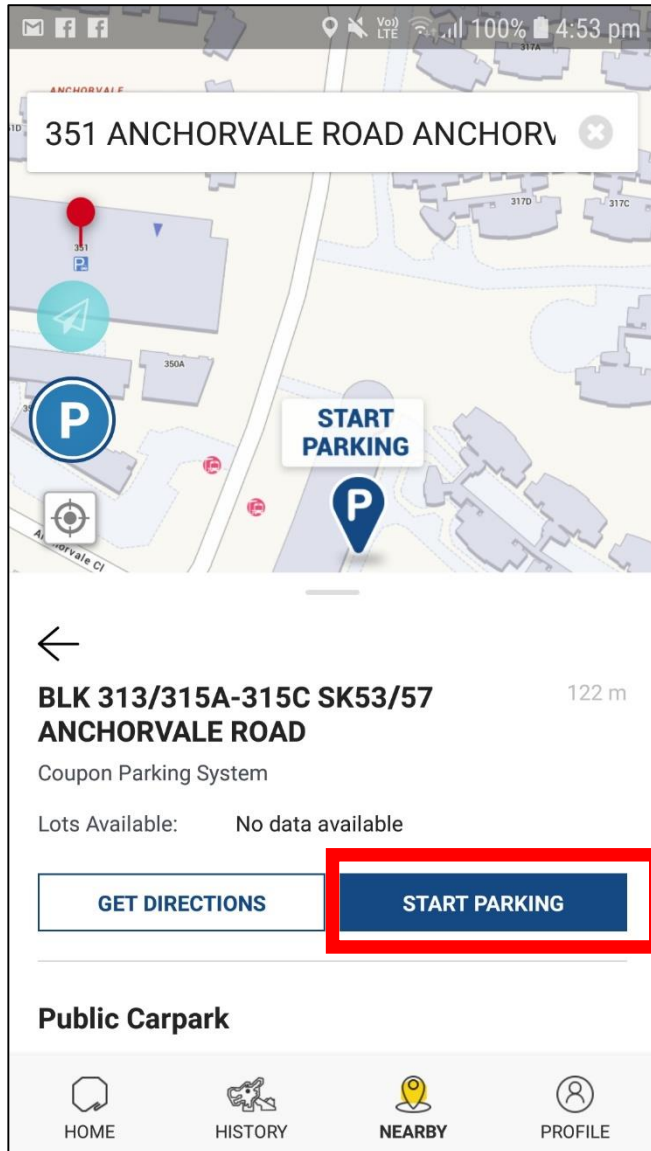 Vo))
LTE
100%
4:53 pm
317A
ANCHORVALE
351 ANCHORVALE ROAD ANCHORV
317D
317C
351
P
350A
P
START
PARKING
P
Anchorvale Cl
BLK 313/315A-315C SK53/57
122 m
ANCHORVALE ROAD
Coupon Parking System
Lots Available: No data available
GET DIRECTIONS
START PARKING
Public Carpark
HOME
HISTORY
NEARBY
PROFILE